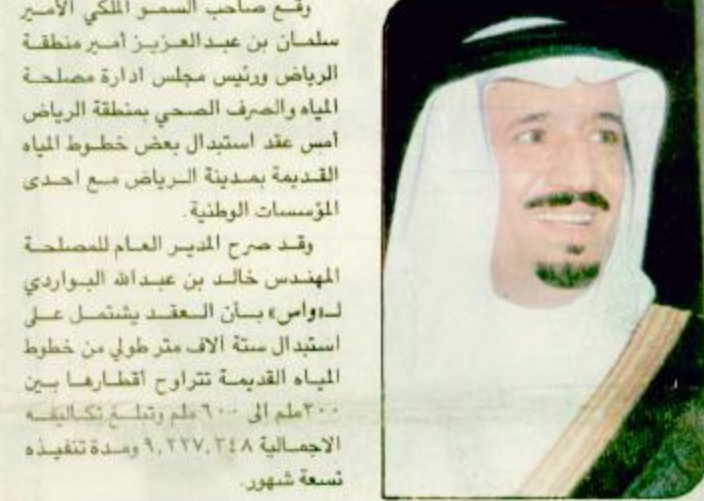 وقع صاحب السمو الملكي الأمير
سلمان بن عبدالعزيز أمير منطقة
الرياض ورئيس مجلس ادارة مصلحة
المياه والصرف الصحي بمنطقة الرياض
أمس عقد استبدال بعض خطوط المياه
القديمة بمدينة الرياض مع احدى
المؤسسات الوطنية.
وقد صرح المدير العام للمصلحة
المهندس خالد بن عبدالله البواردي
لـ«واس» بأن العقد يشتمل على
استبدال ستة الاف متر طولي من خطوط
المياه القديمة تتراوح أقطارها بين
٣٠٠ملم الى ٦٠٠ ملم وتبلغ تكاليفه
الاجمالية ٩,٢٢٧,٣٤٨ ومدة تنفيذه
تسعة شهور.